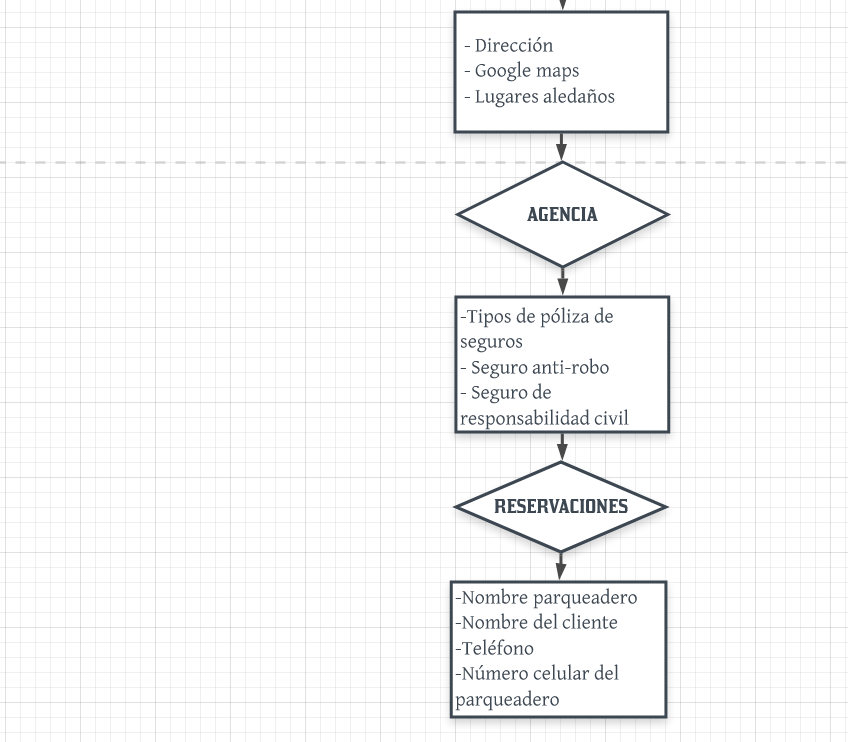 - Dirección
- Google maps
- Lugares aledaños
AGENCIA
-Tipos de póliza de
seguros
- Seguro anti-robo
- Seguro de
responsabilidad civil
RESERVACIONES
-Nombre parqueadero
-Nombre del cliente
-Teléfono
-Número celular del
parqueadero